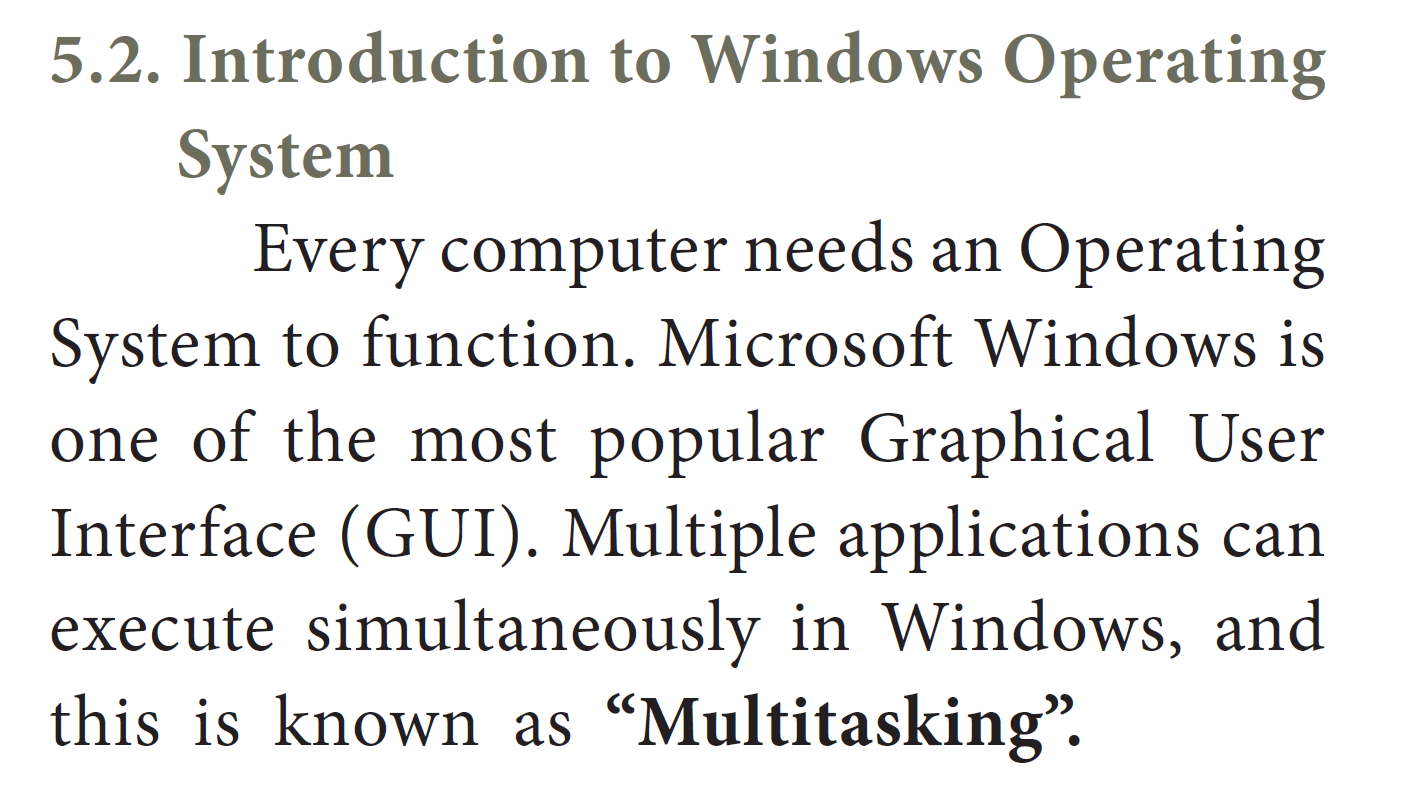 5.2. Introduction to Windows Operating
System
Every computer needs an Operating
System to function. Microsoft Windows is
one of the most popular Graphical User
Interface (GUI). Multiple applications can
execute simultaneously in Windows, and
this is known as “Multitasking”.